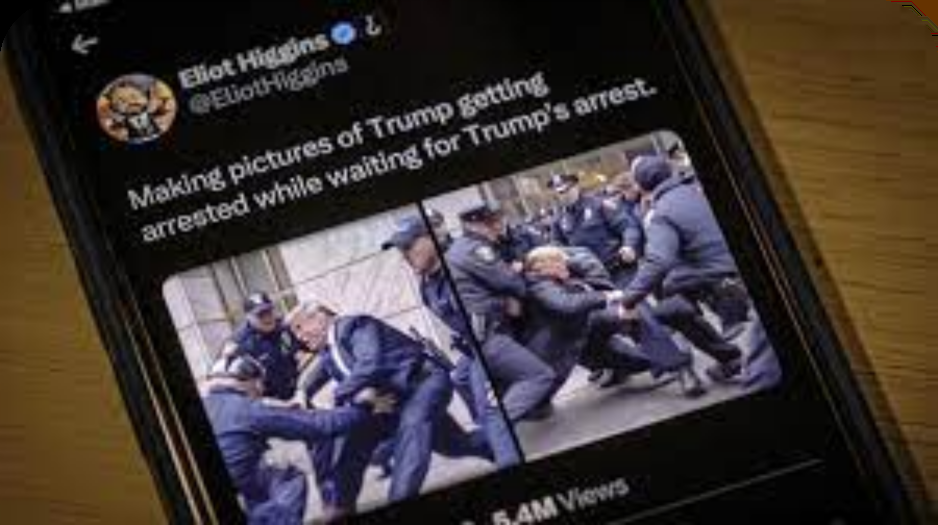 Eliot Higgins
@EliotHiggins
Making pictures of Trump getting
arrested while waiting for Trump's arrest.
5.4M Views